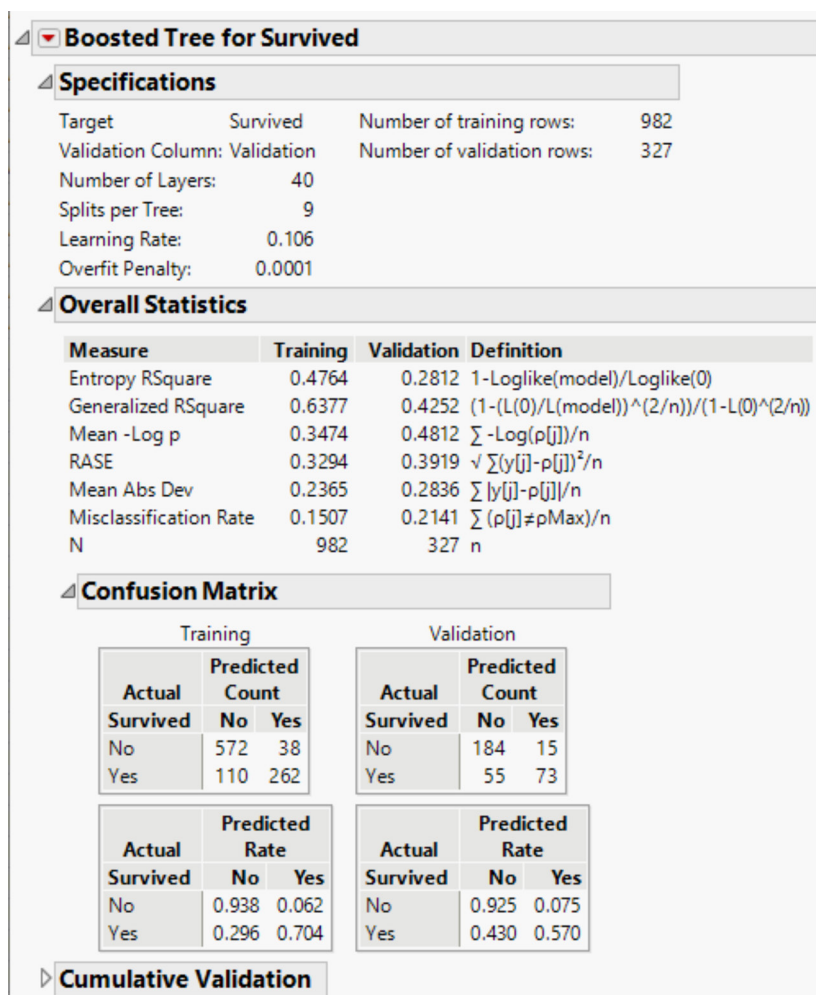 Boosted Tree for Survived
Specifications
Target Survived Number of training rows: 982
Validation Column: Validation Number of validation rows: 327
Number of Layers: 40
Splits per Tree: 9
Learning Rate: 0.106
Overfit Penalty: 0.0001
Overall Statistics
Measure Training Validation Definition
Entropy RSquare 0.4764 0.2812 1-Loglike(model)/Loglike(0)
Generalized RSquare 0.6377 0.4252 (1-(L(0)/L(model))^(2/n))/(1-L(0)^(2/n))
Mean -Log p 0.3474 0.4812 ∑ -Log(ρ[j])/n
RASE 0.3294 0.3919 √ ∑(y[j]-ρ[j])²/n
Mean Abs Dev 0.2365 0.2836 ∑ |y[j]-ρ[j]|/n
Misclassification Rate 0.1507 0.2141 ∑ (ρ[j]≠ρMax)/n
N 982 327 n
Confusion Matrix
Training Validation
Predicted Predicted
Actual Count Actual Count
Survived No Yes Survived No Yes
No 572 38 No 184 15
Yes 110 262 Yes 55 73
Predicted Predicted
Actual Rate Actual Rate
Survived No Yes Survived No Yes
No 0.938 0.062 No 0.925 0.075
Yes 0.296 0.704 Yes 0.430 0.570
Cumulative Validation